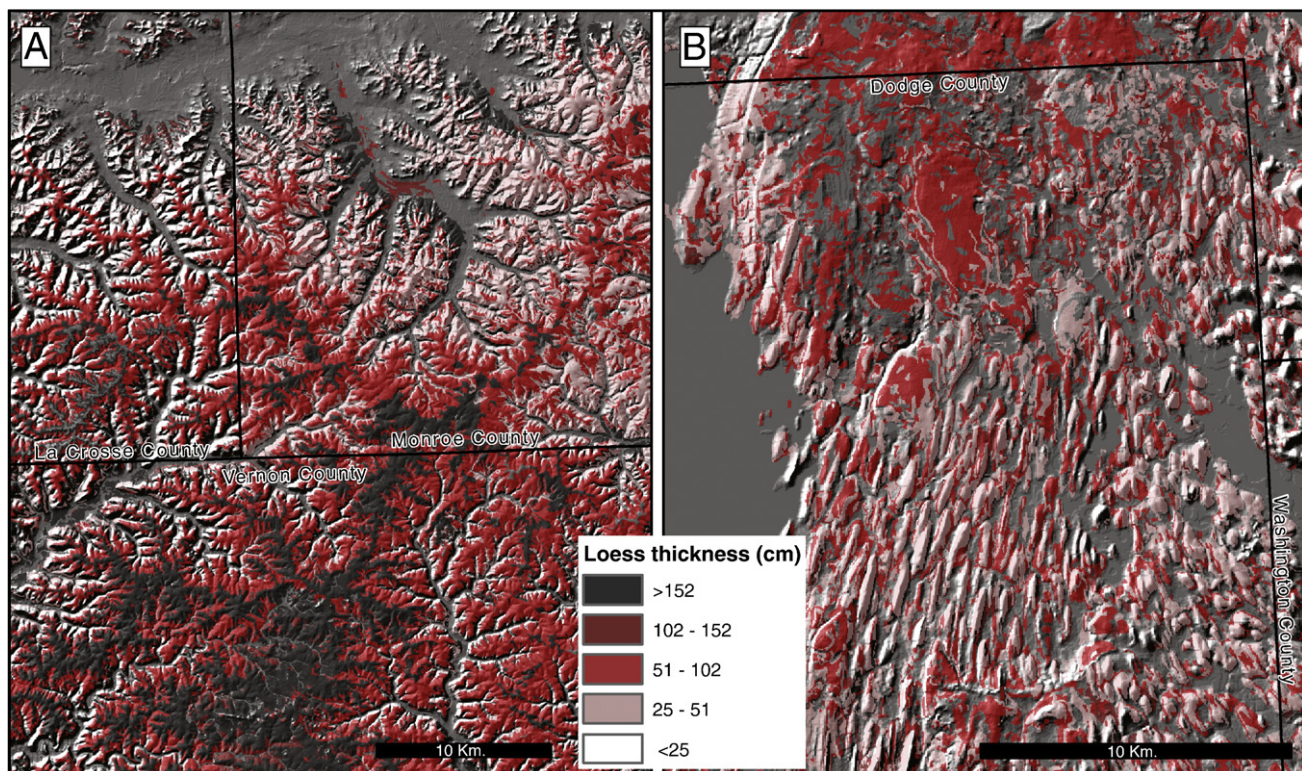 A
B
Dodge County
La Crosse County
Monroe County
Vernon County
Washington County
Loess thickness (cm)
>152
102 - 152
51 - 102
25 - 51
<25
10 Km.
10 Km.